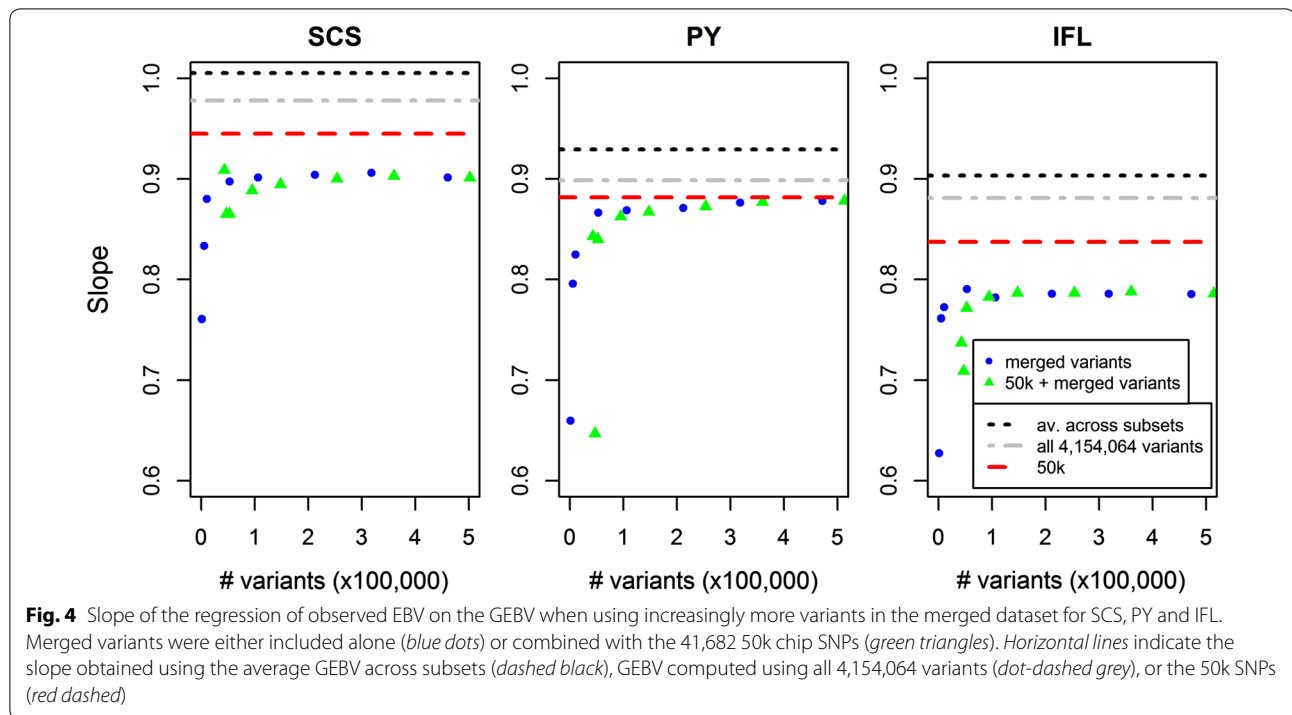 SCS PY IFL
1.0 1.0 1.0
0.9 0.9 0.9
0.8 0.8 0.8
0.7 0.7 0.7
0.6 0.6 0.6
Slope
merged variants
50k + merged variants
av. across subsets
all 4,154,064 variants
50k
0 1 2 3 4 5 0 1 2 3 4 5 0 1 2 3 4 5
# variants (x100,000) # variants (x100,000) # variants (x100,000)
Fig. 4 Slope of the regression of observed EBV on the GEBV when using increasingly more variants in the merged dataset for SCS, PY and IFL.
Merged variants were either included alone (blue dots) or combined with the 41,682 50k chip SNPs (green triangles). Horizontal lines indicate the
slope obtained using the average GEBV across subsets (dashed black), GEBV computed using all 4,154,064 variants (dot-dashed grey), or the 50k SNPs
(red dashed)